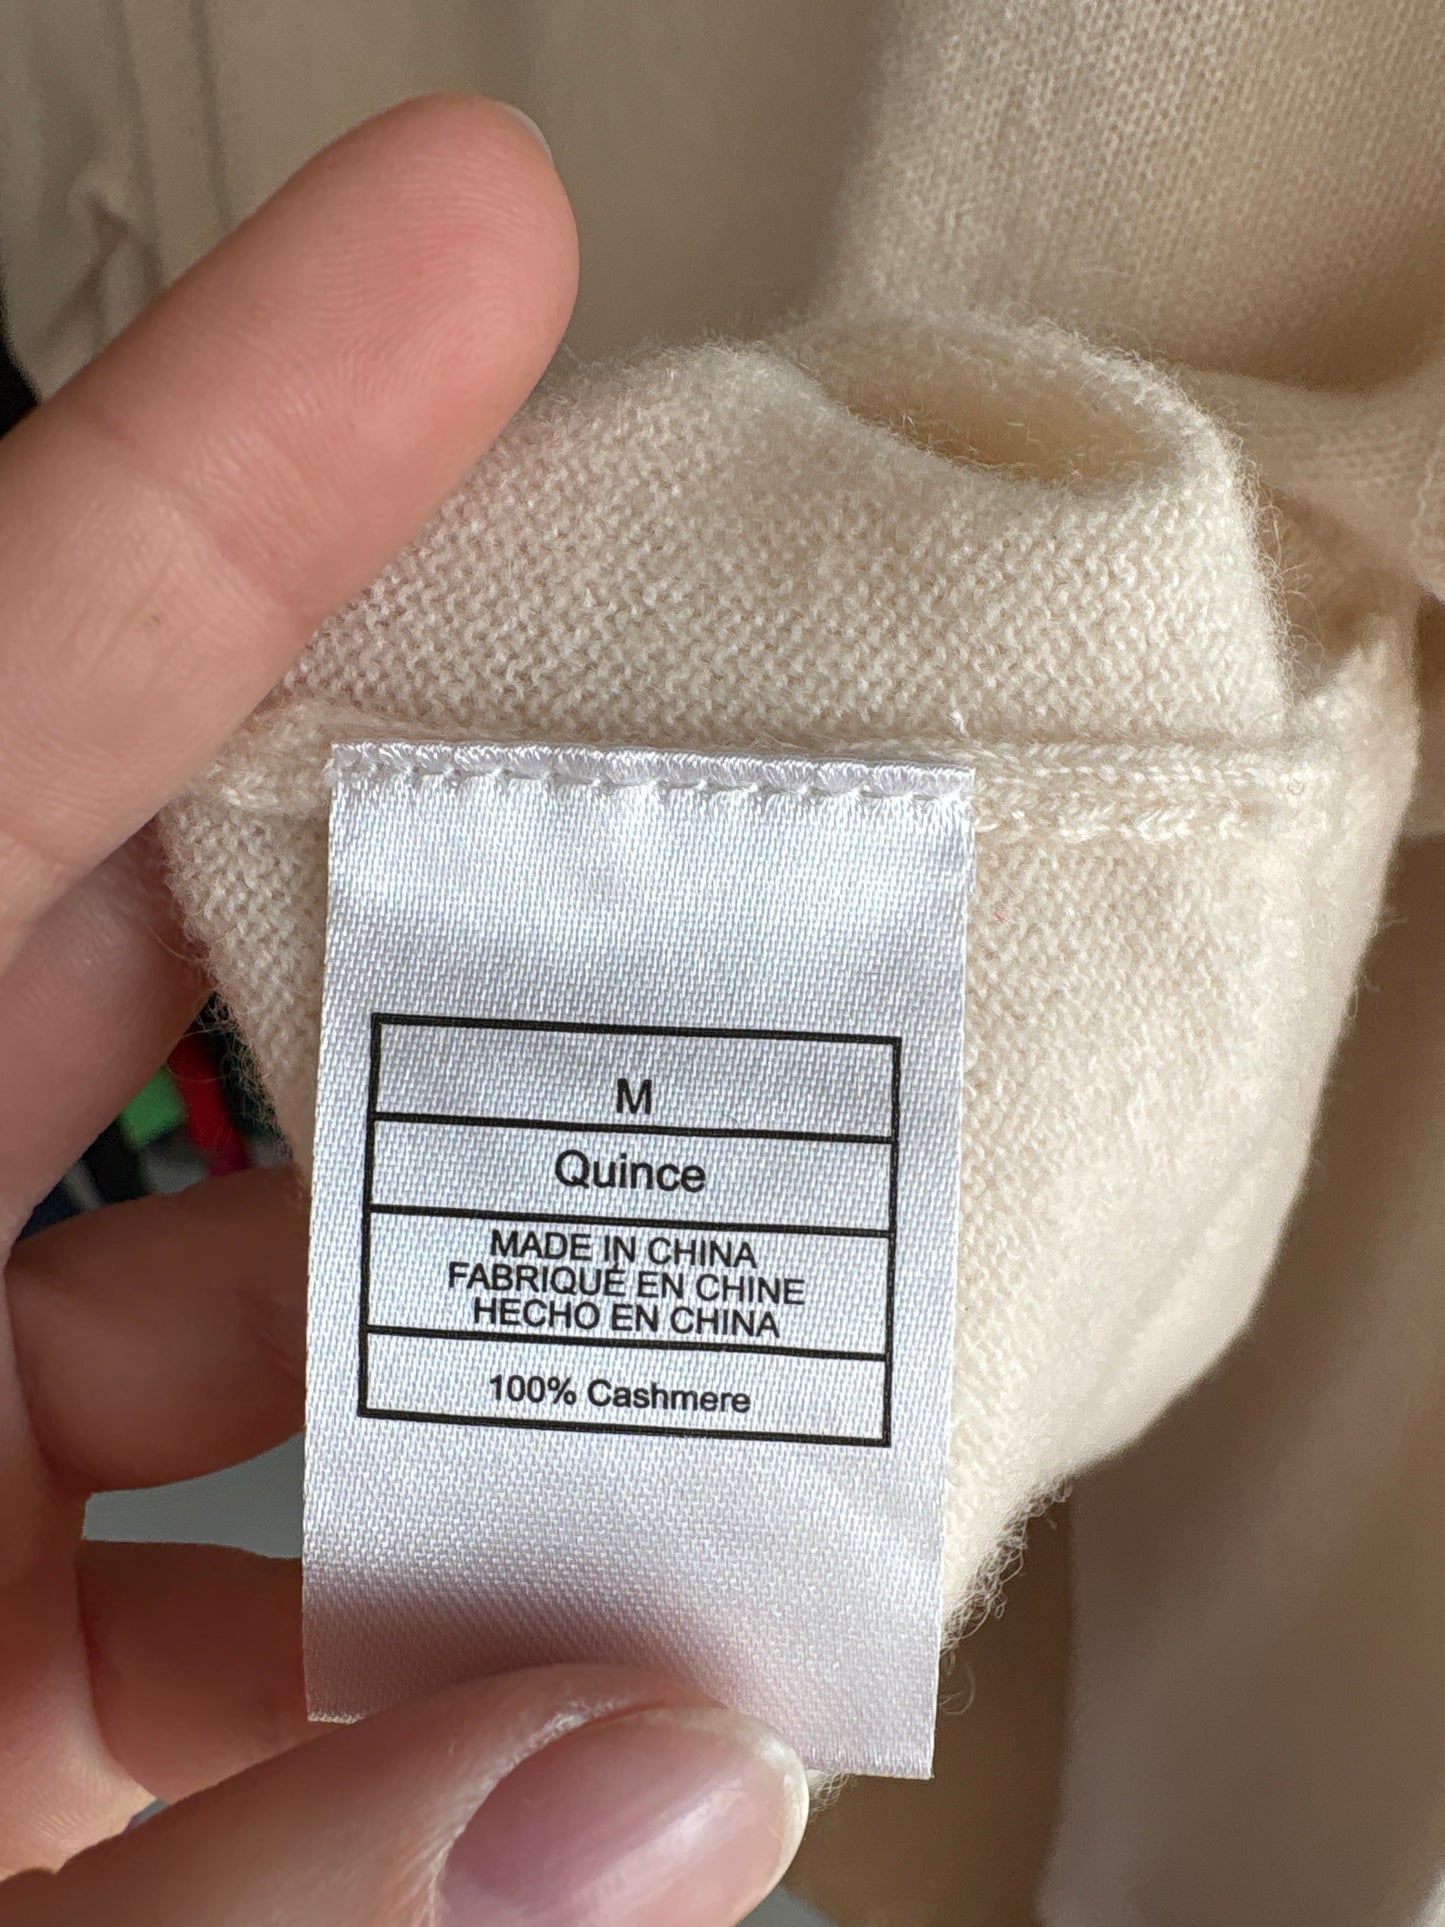 M
Quince
MADE IN CHINA
FABRIQUÉ EN CHINE
HECHO EN CHINA
100% Cashmere